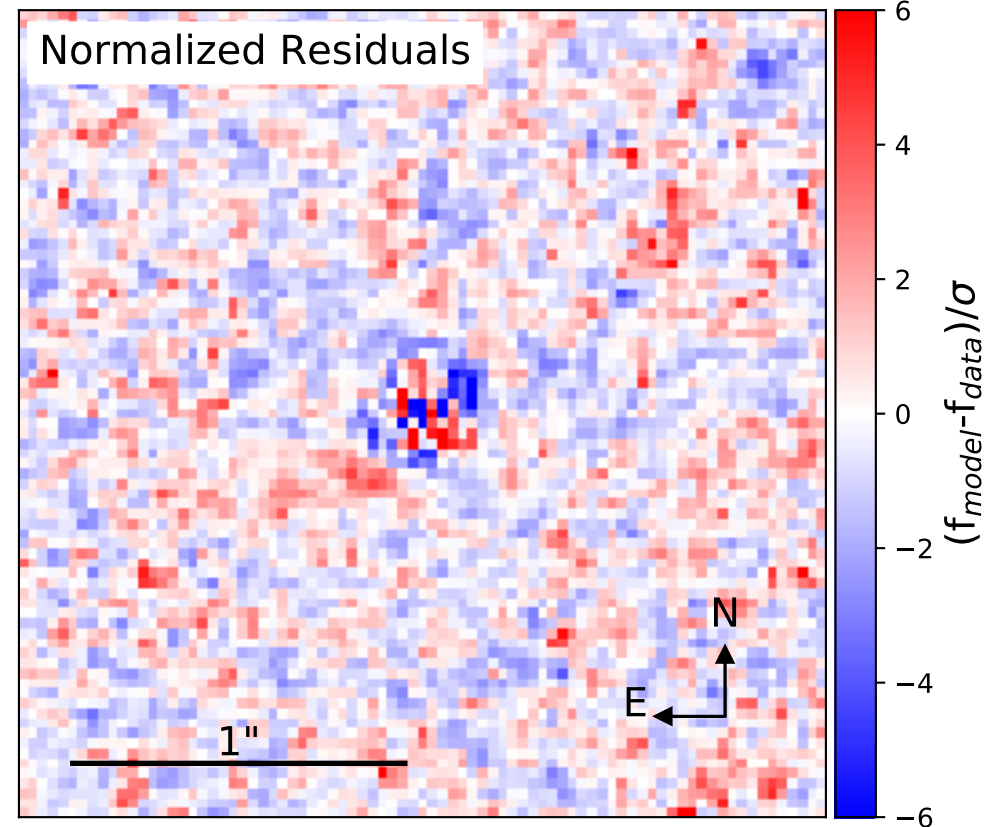 Normalized Residuals
6
4
2
0
−2
−4
−6
(f_model-f_data)/σ
N
E
1"